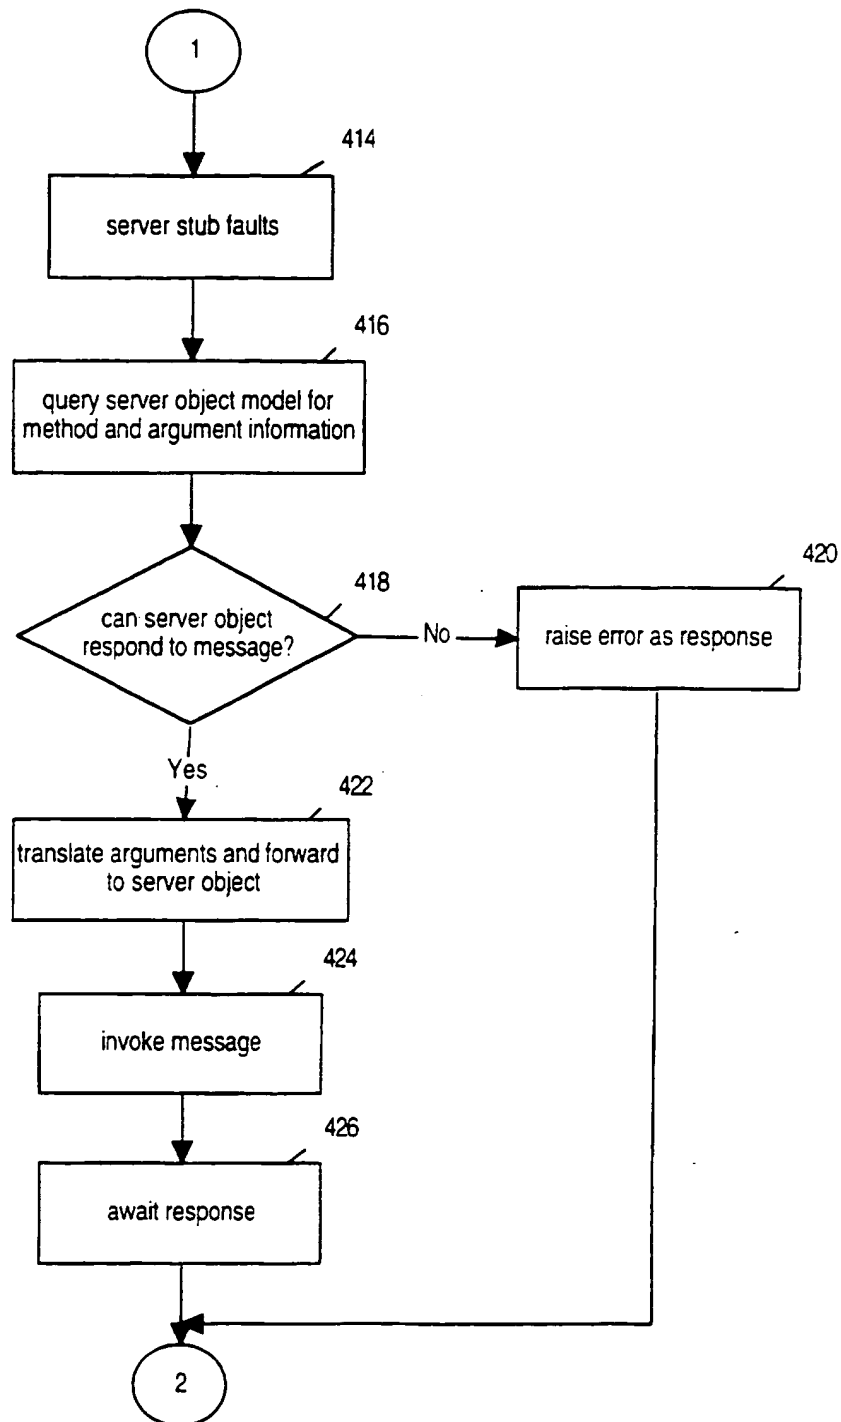 1
414
server stub faults
416
query server object model for
method and argument information
418
can server object
respond to message?
No
420
raise error as response
Yes
422
translate arguments and forward
to server object
424
invoke message
426
await response
2